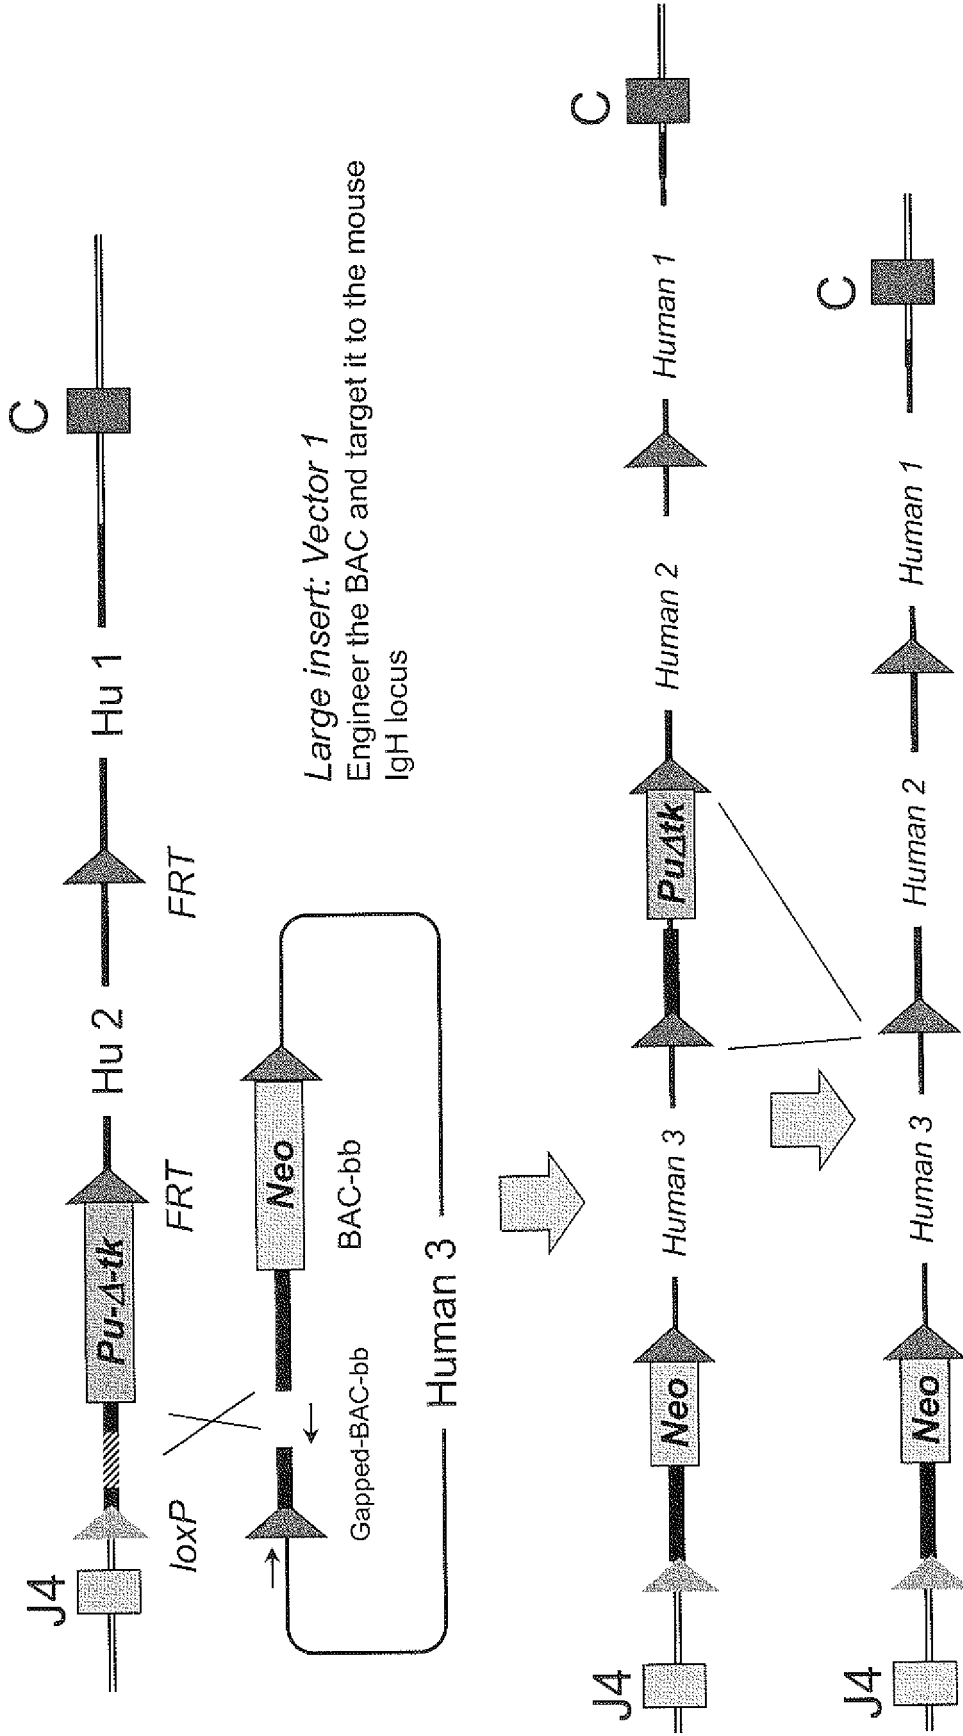 J4
loxP
Pu-Δ-tk
FRT
Hu 2
FRT
Hu 1
C
Gapped-BAC-bb
Neo
BAC-bb
Human 3
Large insert: Vector 1
Engineer the BAC and target it to the mouse
IgH locus
J4
Neo
Human 3
PuΔtk
Human 2
Human 1
C
J4
Neo
Human 3
Human 2
Human 1
C